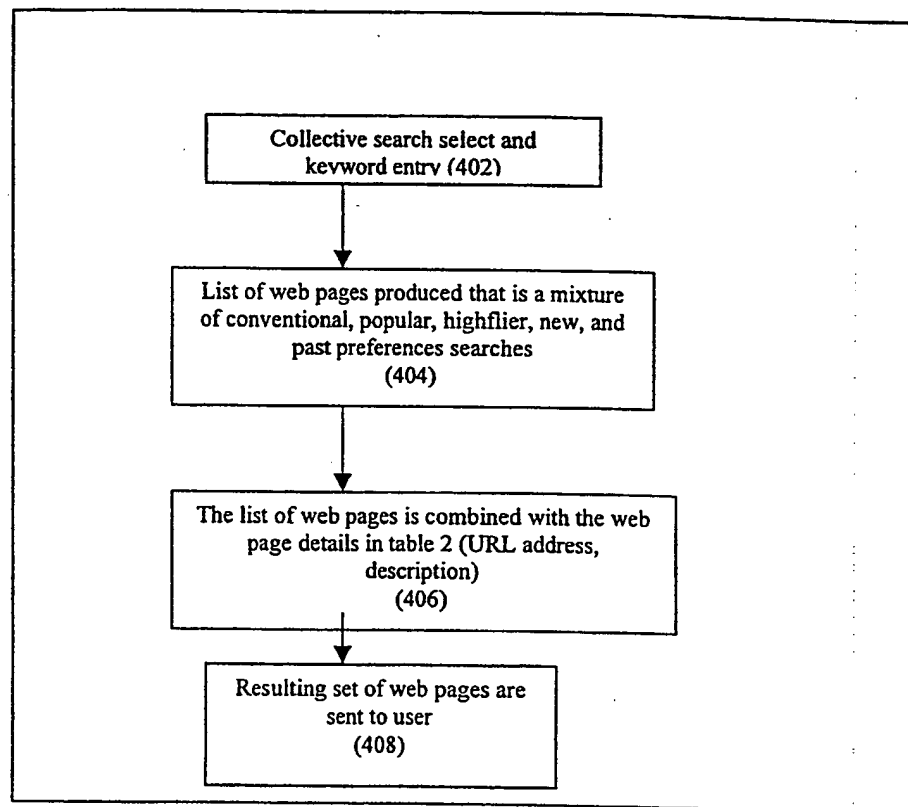 Collective search select and
keyword entry (402)
List of web pages produced that is a mixture
of conventional, popular, highflier, new, and
past preferences searches
(404)
The list of web pages is combined with the web
page details in table 2 (URL address,
description)
(406)
Resulting set of web pages are
sent to user
(408)